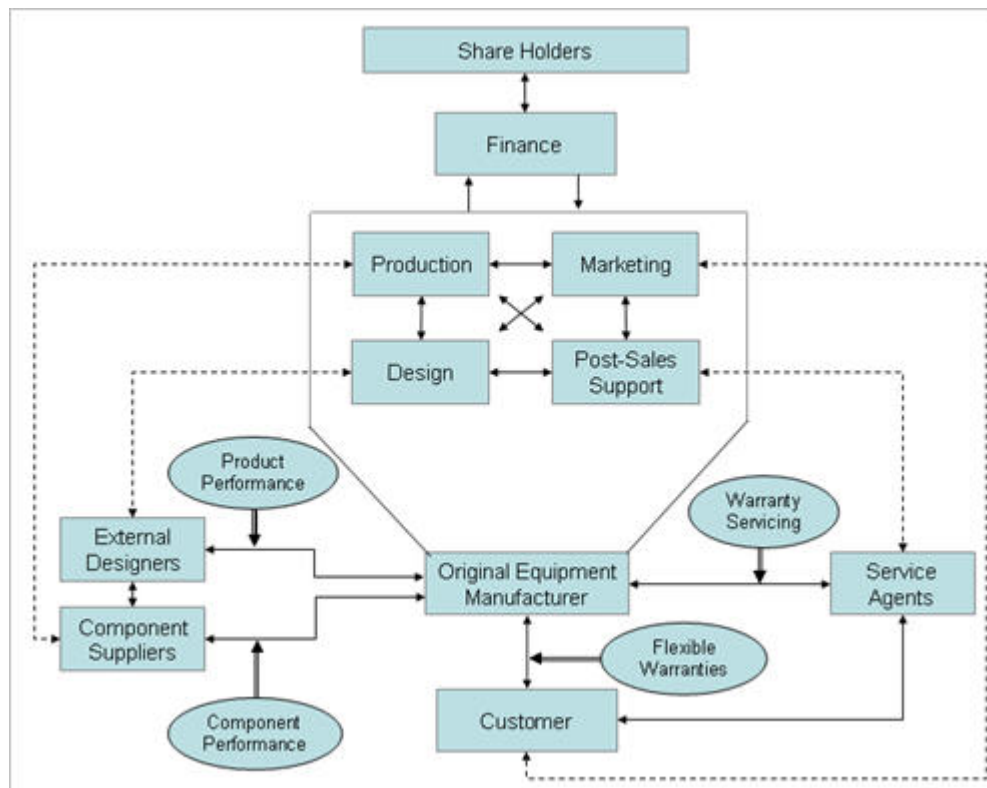 Share Holders
Finance
Production
Marketing
Design
Post-Sales
Support
Product
Performance
Warranty
Servicing
External
Designers
Original Equipment
Manufacturer
Service
Agents
Component
Suppliers
Flexible
Warranties
Component
Performance
Customer